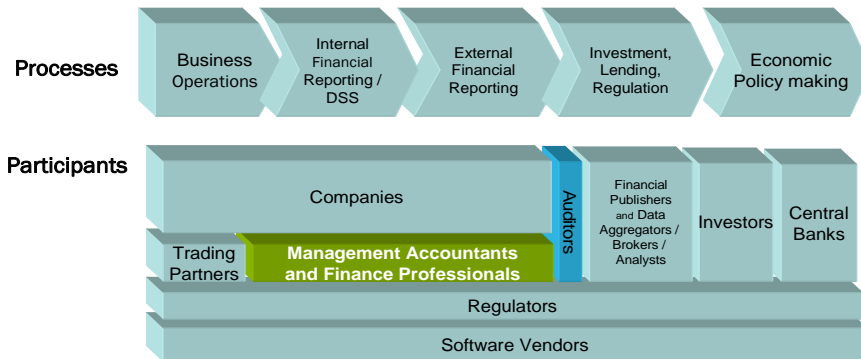 Processes
Business
Operations
Internal
Financial
Reporting /
DSS
External
Financial
Reporting
Investment,
Lending,
Regulation
Economic
Policy making
Participants
Companies
Auditors
Financial
Publishers
and Data
Aggregators /
Brokers /
Analysts
Investors
Central
Banks
Trading
Partners
Management Accountants
and Finance Professionals
Regulators
Software Vendors